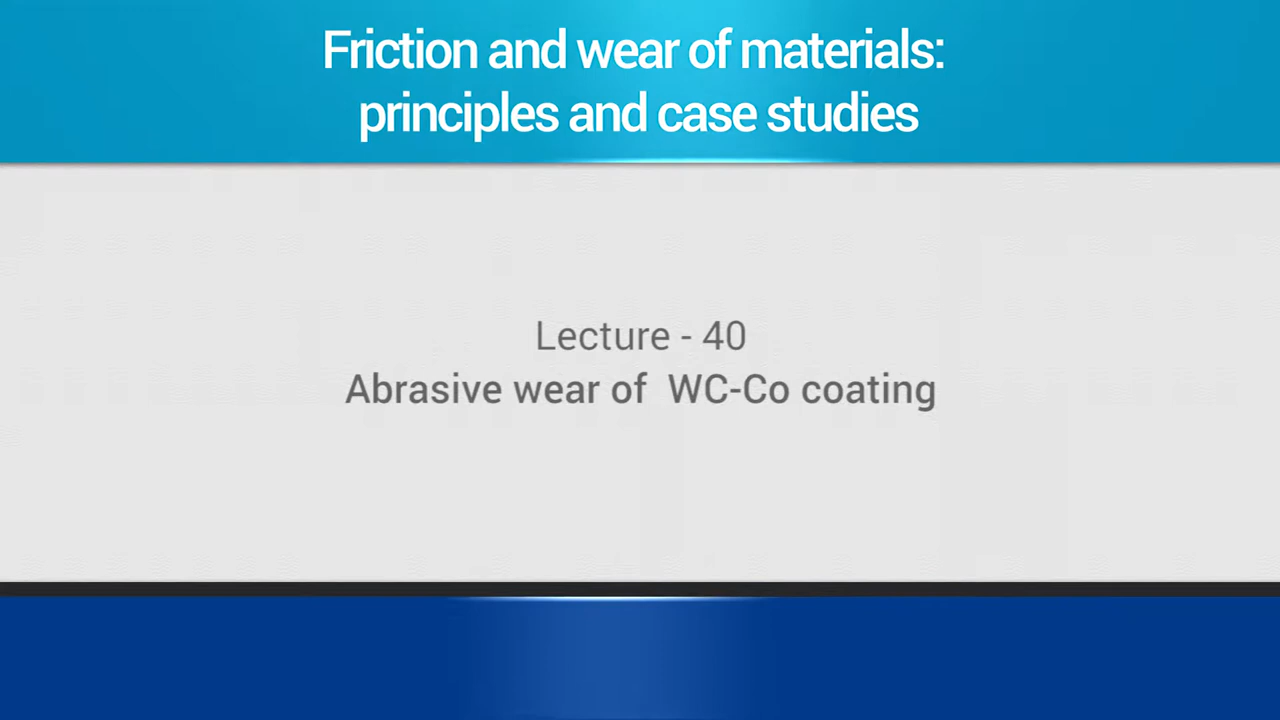 Friction and wear of materials:
principles and case studies
Lecture - 40
Abrasive wear of WC-Co coating